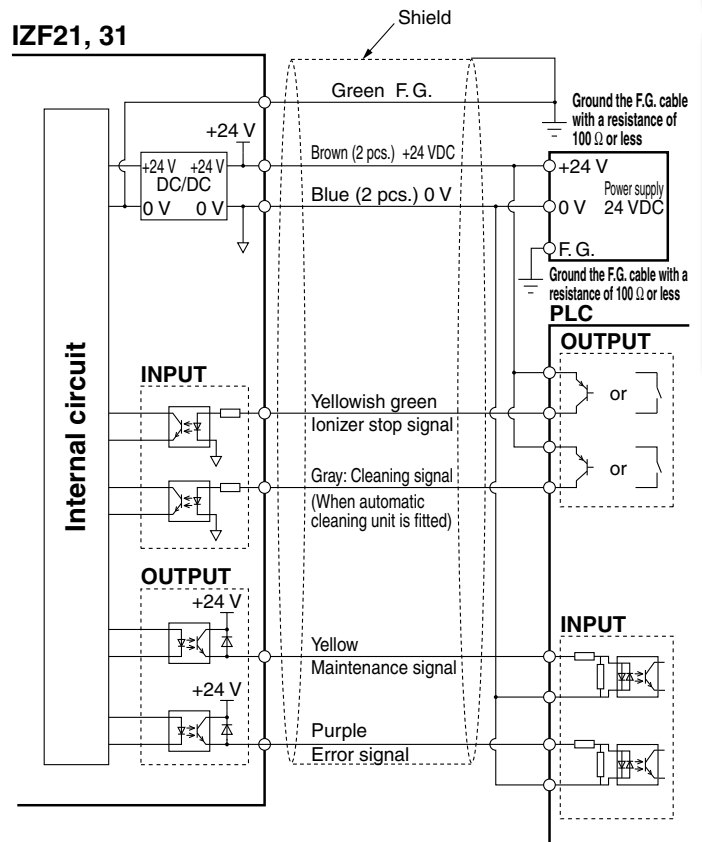 IZF21, 31
Shield
Green F.G.
Ground the F.G. cable
with a resistance of
100 Ω or less
+24 V
Brown (2 pcs.) +24 VDC
+24 V +24 V
DC/DC
0 V 0 V
Blue (2 pcs.) 0 V
+24 V
Power supply
0 V 24 VDC
F.G.
Ground the F.G. cable with a
resistance of 100 Ω or less
PLC
OUTPUT
Internal circuit
INPUT
Yellowish green
Ionizer stop signal
or
Gray: Cleaning signal
(When automatic
cleaning unit is fitted)
or
OUTPUT
+24 V
Yellow
Maintenance signal
INPUT
+24 V
Purple
Error signal